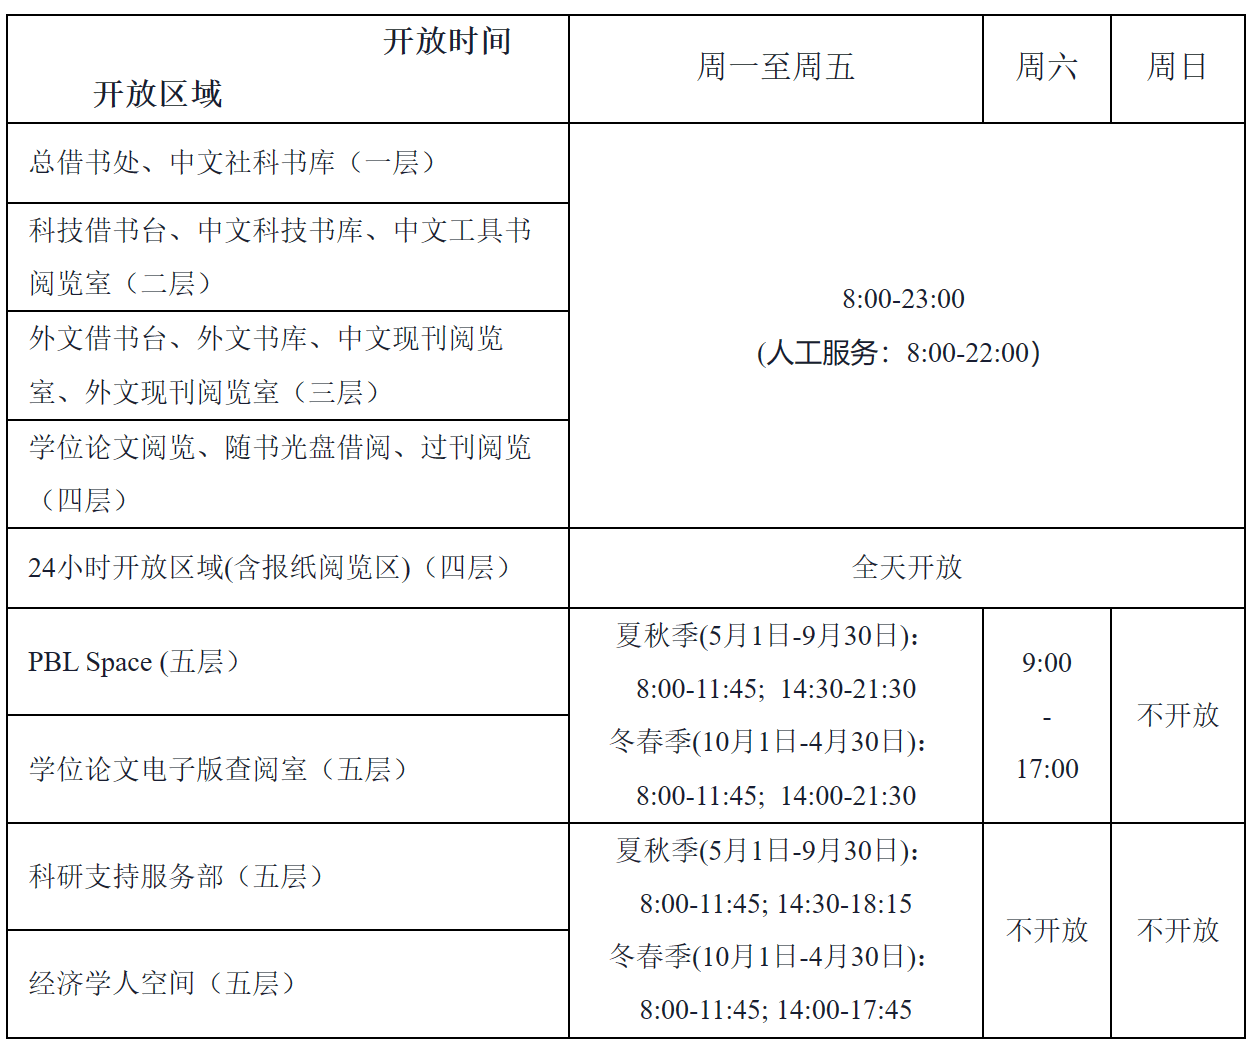 开放时间
开放区域
周一至周五
周六
周日
总借书处、中文社科书库（一层）
科技借书台、中文科技书库、中文工具书
阅览室（二层）
外文借书台、外文书库、中文现刊阅览
室、外文现刊阅览室（三层）
学位论文阅览、随书光盘借阅、过刊阅览
（四层）
8:00-23:00
(人工服务：8:00-22:00）
24小时开放区域(含报纸阅览区)（四层）
全天开放
PBL Space (五层）
学位论文电子版查阅室（五层）
夏秋季(5月1日-9月30日)：
8:00-11:45;  14:30-21:30
冬春季(10月1日-4月30日)：
8:00-11:45;  14:00-21:30
9:00
-
17:00
不开放
科研支持服务部（五层）
经济学人空间（五层）
夏秋季(5月1日-9月30日)：
8:00-11:45; 14:30-18:15
冬春季(10月1日-4月30日)：
8:00-11:45; 14:00-17:45
不开放
不开放